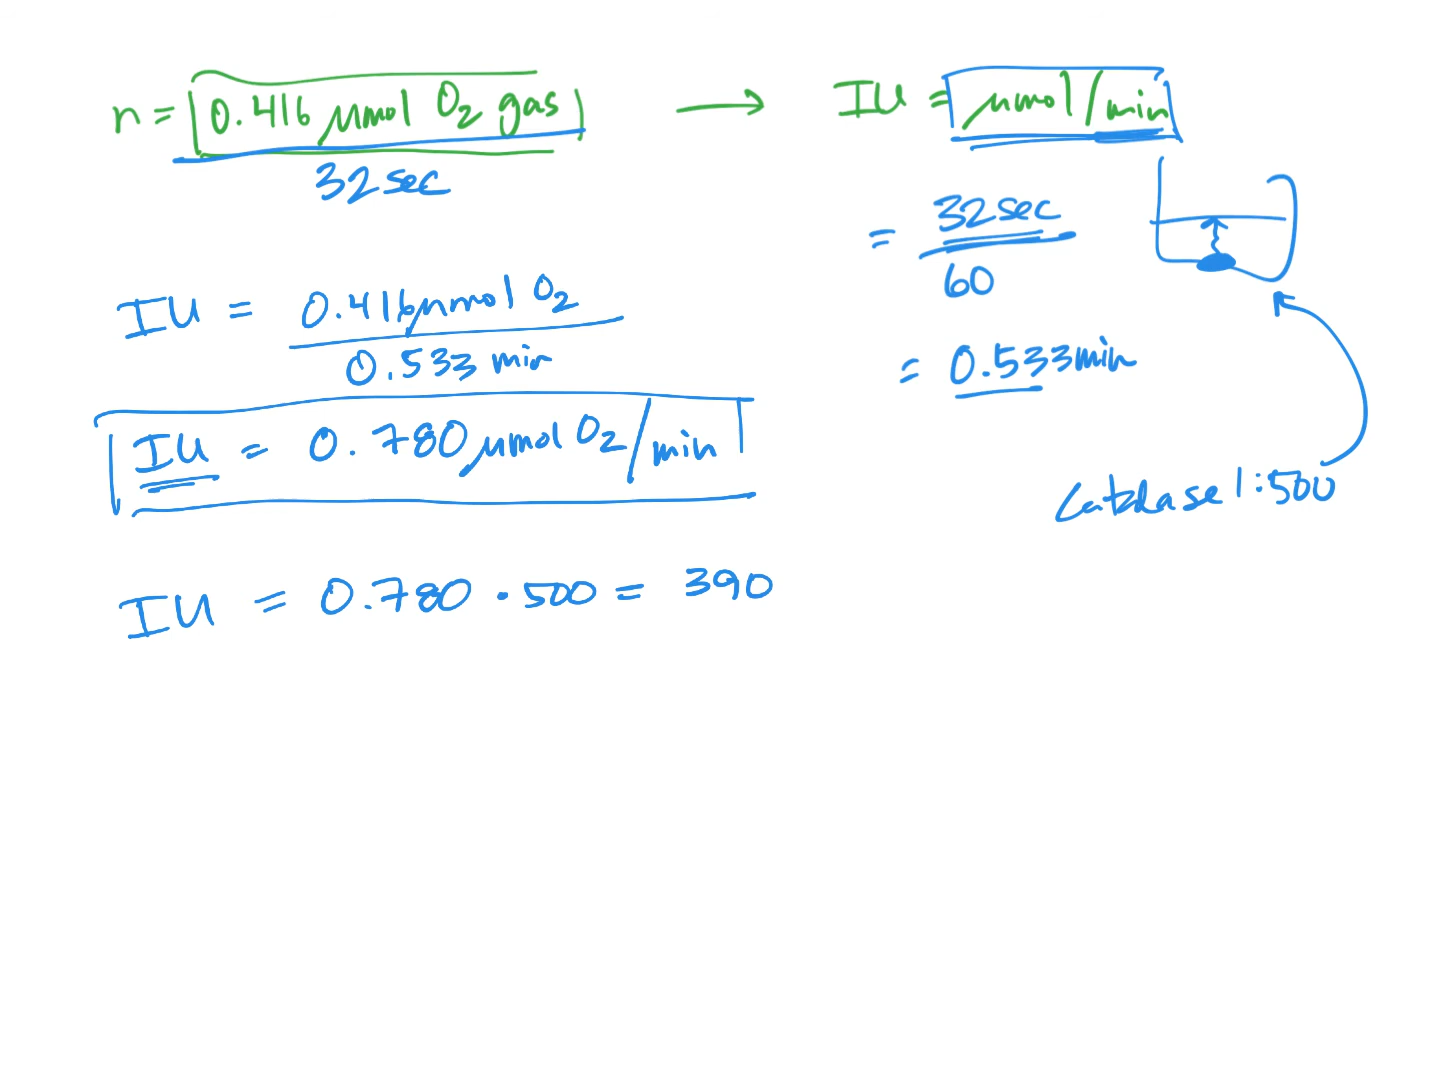 n = 0.416 µmol O₂ gas → IU = µmol/min
32 sec
= 32 sec
60
IU = 0.416 µmol O₂
0.533 min
= 0.533 min
IU = 0.780 µmol O₂/min
Catalase 1:500
IU = 0.780 · 500 = 390